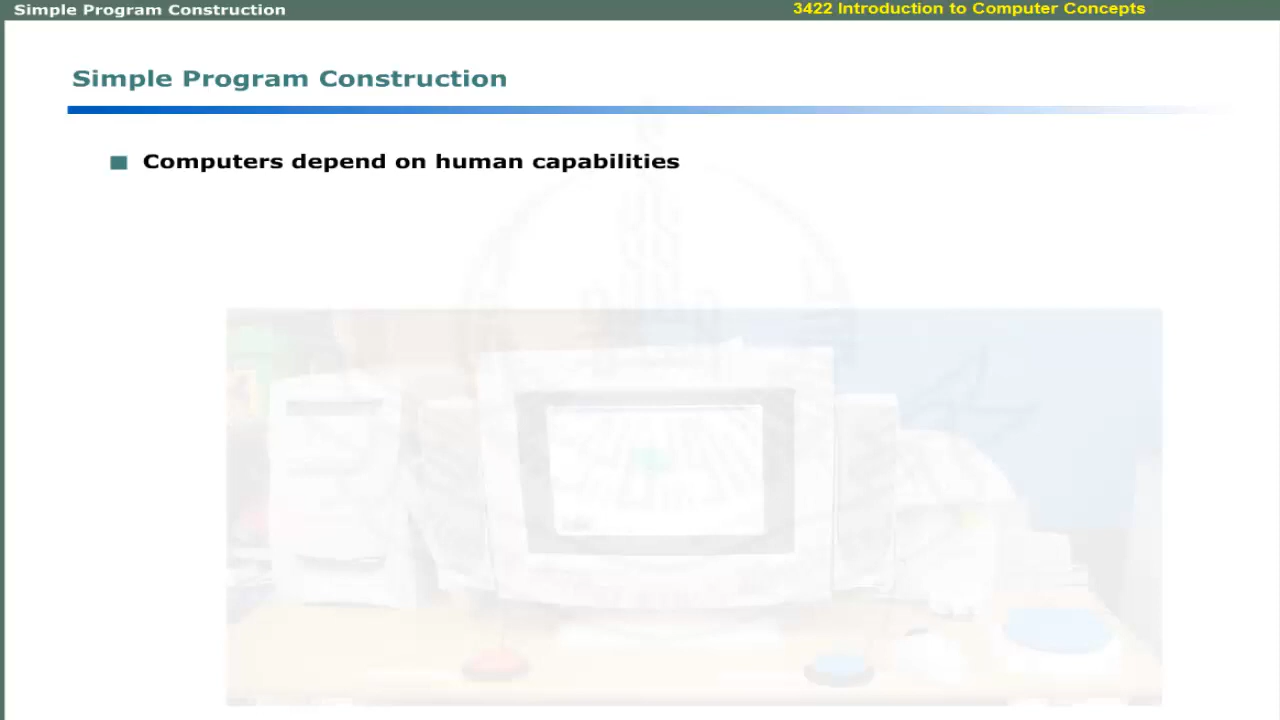 Simple Program Construction
3422 Introduction to Computer Concepts
Simple Program Construction
Computers depend on human capabilities